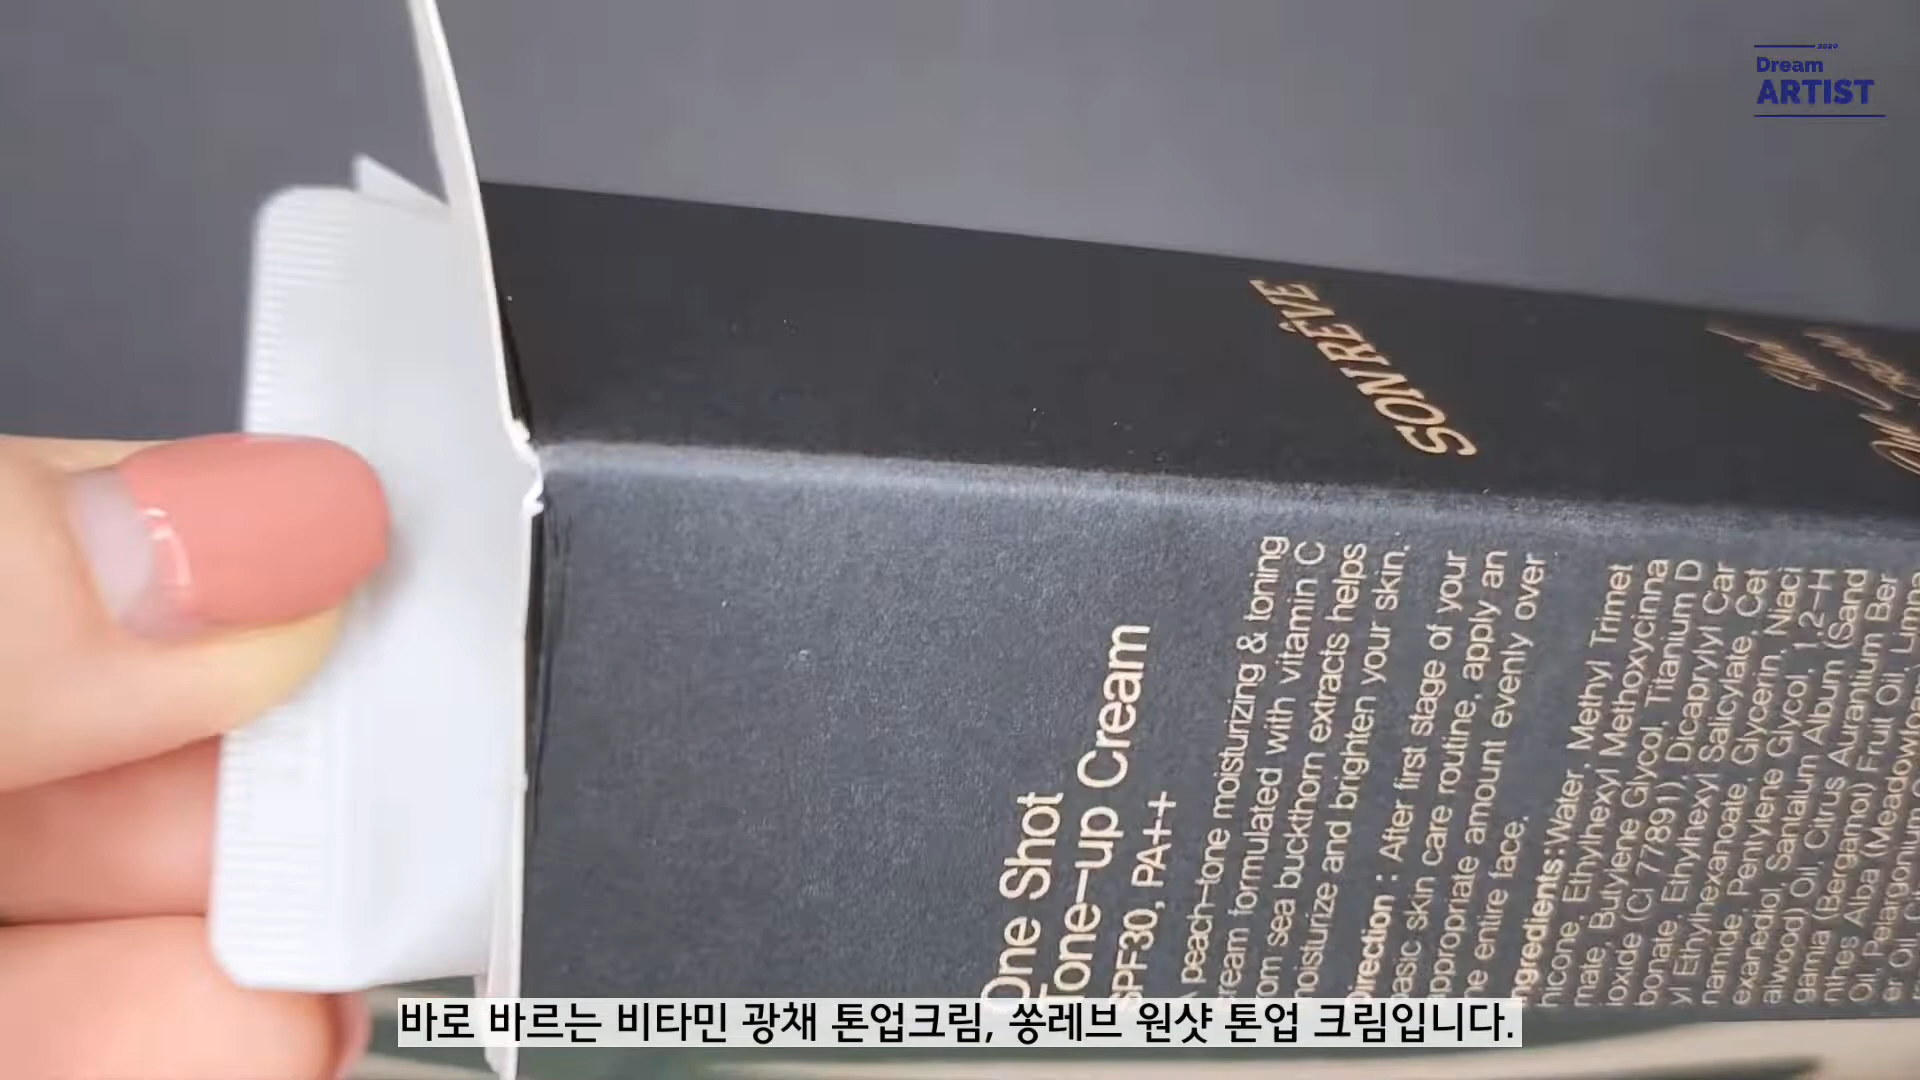 2020
Dream
ARTIST
SONRÊVE
One Shot
Tone-up Cream
SPF30, PA++
peach-tone moisturizing & toning
cream formulated with vitamin C
from sea buckthorn extracts helps
moisturize and brighten your skin.
Direction : After first stage of your
basic skin care routine, apply an
appropriate amount evenly over
the entire face.
Ingredients:Water, Methyl Trimet
hicone, Ethylhexyl Methoxycinna
mate, Butylene Glycol, Titanium D
ioxide (CI 77891), Dicaprylyl Car
bonate, Ethylhexyl Salicylate, Cet
yl Ethylhexanoate, Glycerin, Niaci
namide, Pentylene Glycol, 1,2-H
exanediol, Santalum Album (Sand
alwood) Oil, Citrus Aurantium Ber
gamia (Bergamot) Fruit Oil, Limna
nthes Alba (Meadowfoam)
Oil, Pelargonium
바로 바르는 비타민 광채 톤업크림, 쏭레브 원샷 톤업 크림입니다.